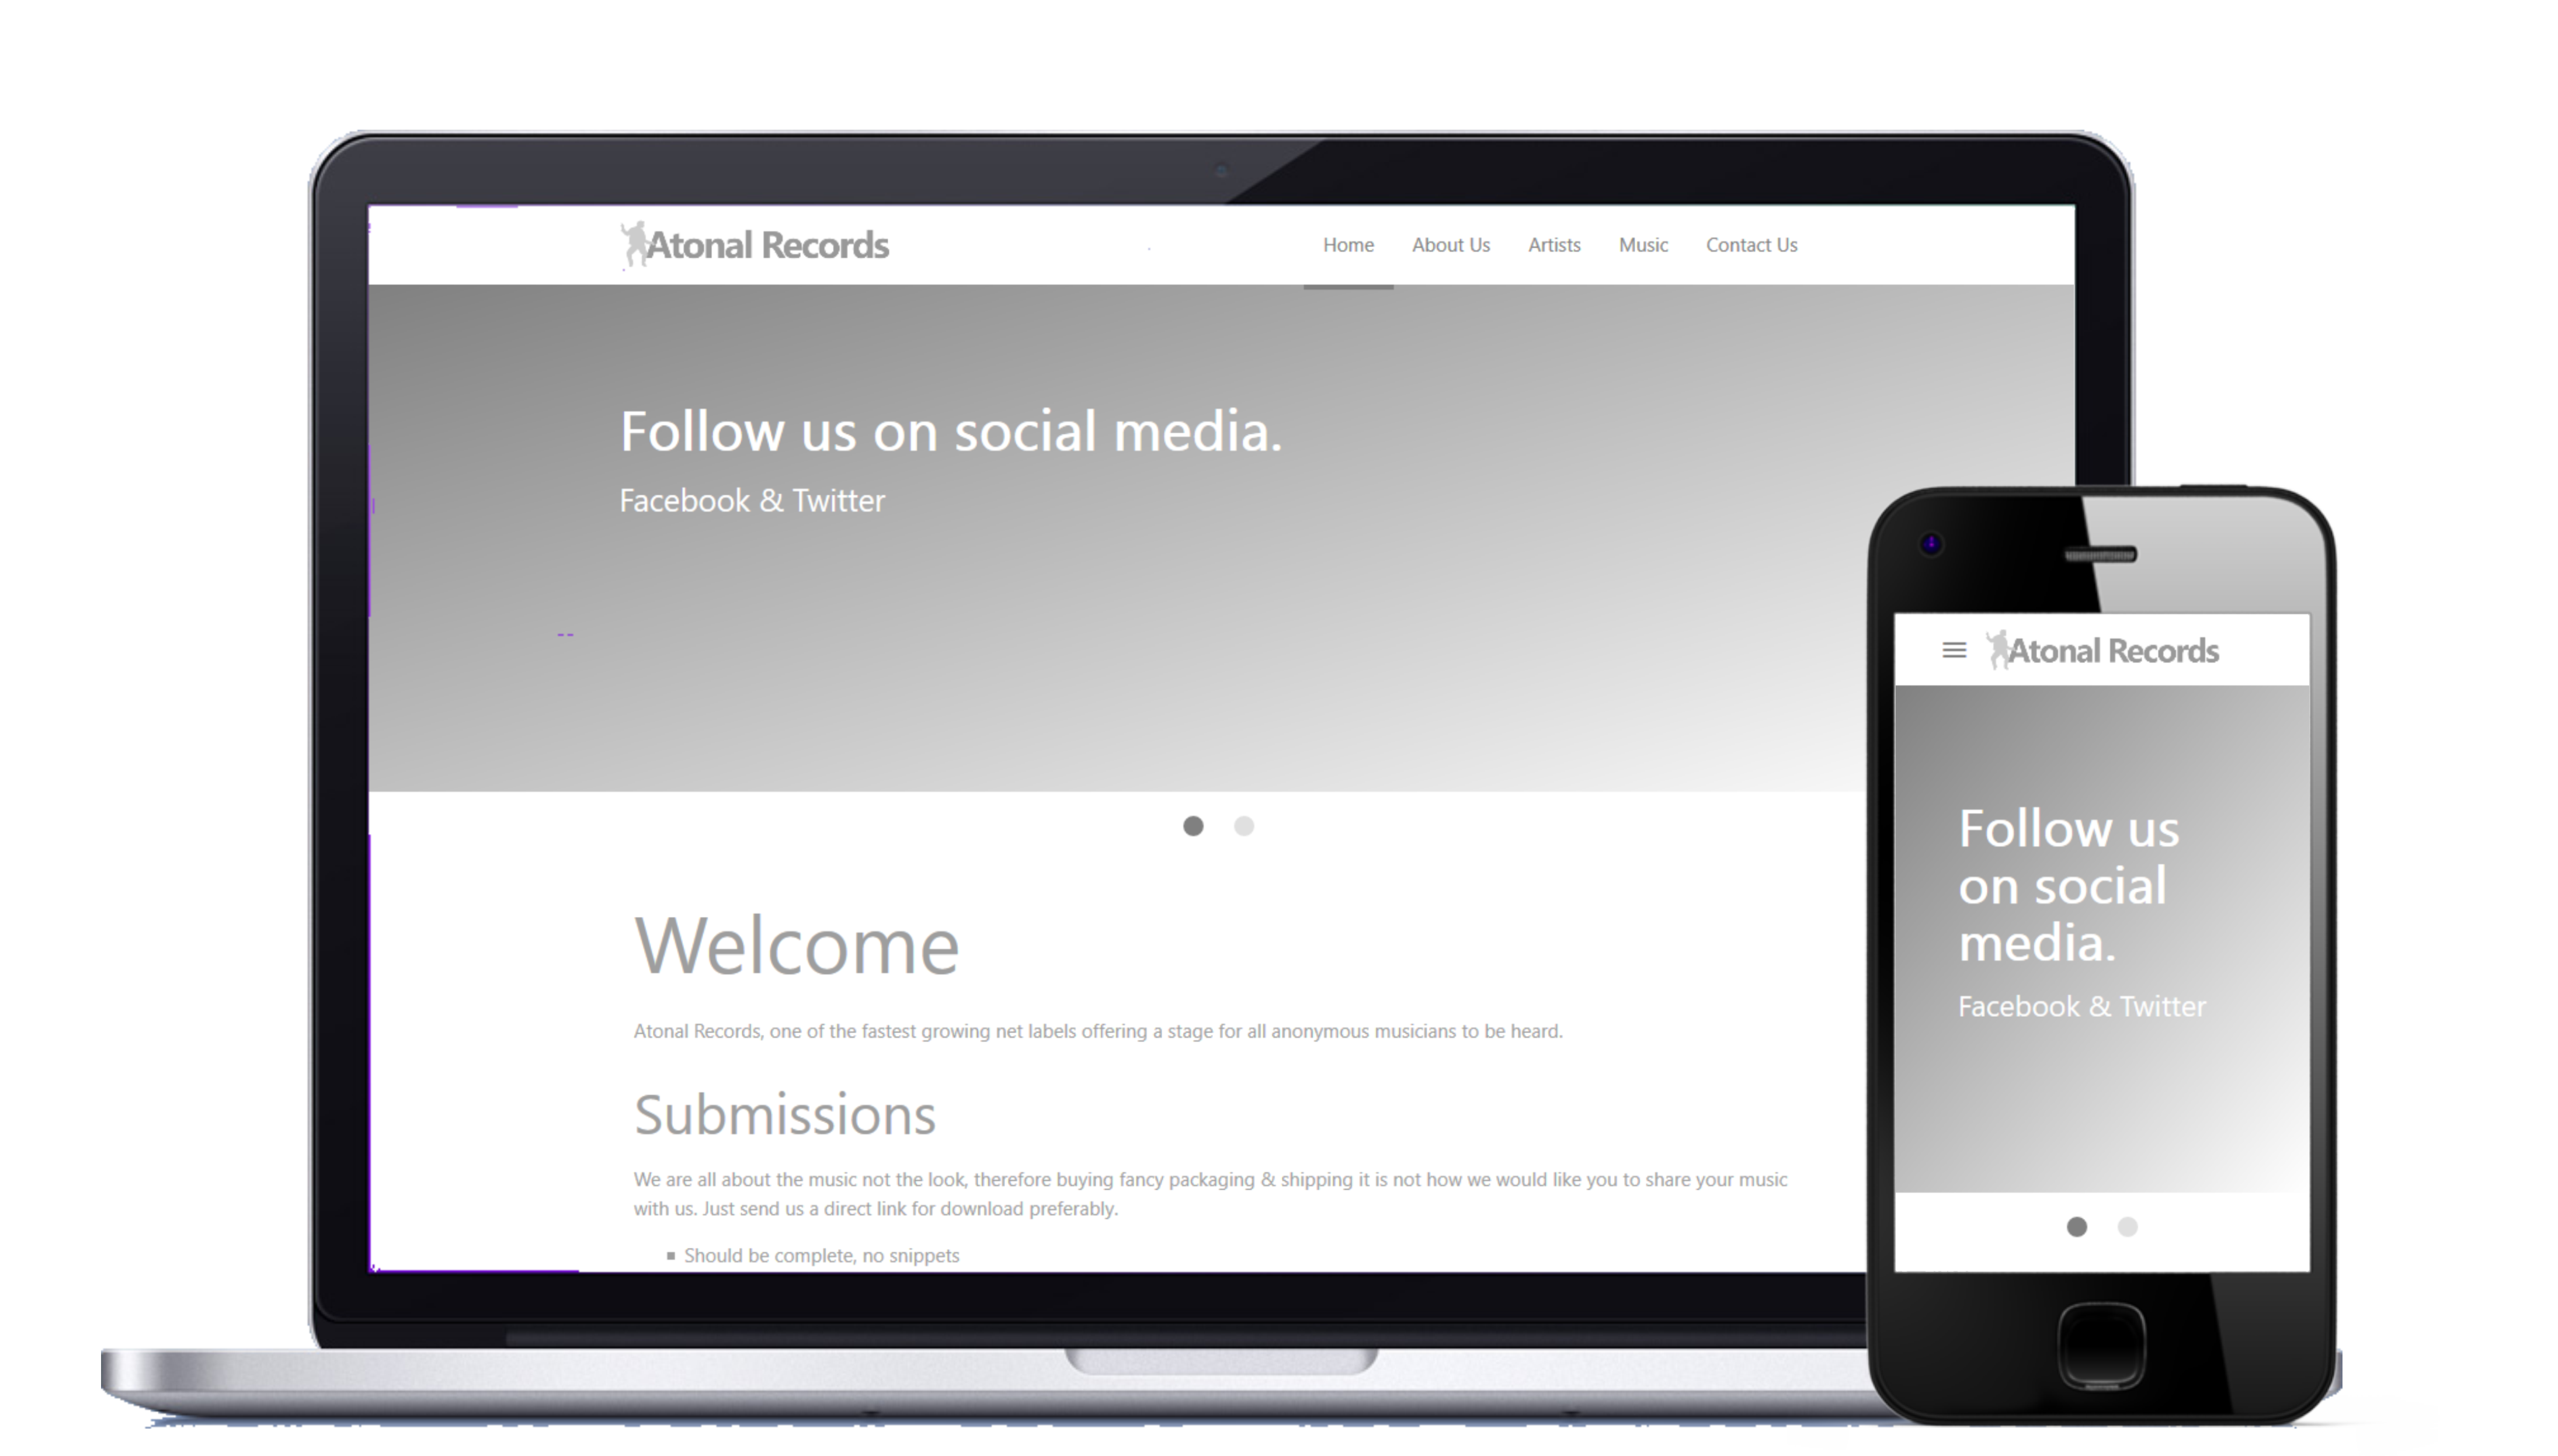 Atonal Records
Home About Us Artists Music Contact Us
Follow us on social media.
Facebook & Twitter
Welcome
Atonal Records, one of the fastest growing net labels offering a stage for all anonymous musicians to be heard.
Submissions
We are all about the music not the look, therefore buying fancy packaging & shipping it is not how we would like you to share your music
with us. Just send us a direct link for download preferably.
Should be complete, no snippets
Atonal Records
Follow us
on social
media.
Facebook & Twitter